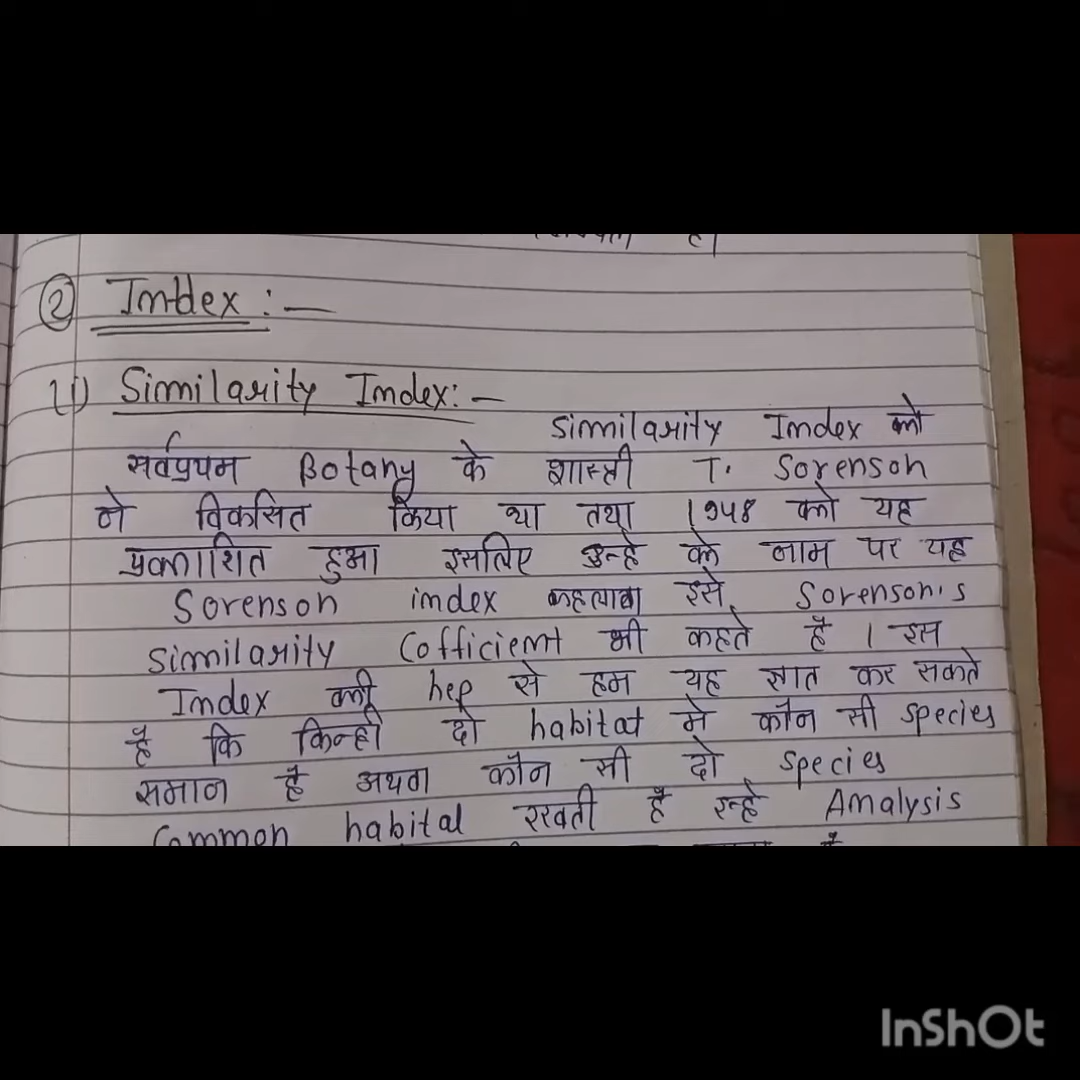 ② Index :—
(i) Similarity Index:—
Similarity Index को
सर्वप्रथम Botany के शास्त्री T. Sorenson
ने विकसित किया था तथा 1948 को यह
प्रकाशित हुआ इसलिए उन्हे के नाम पर यह
Sorenson index कहलाया इसे, Sorenson's
Similarity Cofficient भी कहते है । इस
Index की hep से हम यह ज्ञात कर सकते
है कि किन्ही दो habitat मे कौन सी species
समान है अथवा कौन सी दो species
Common habital रखती है इन्हे Analysis
InShOt